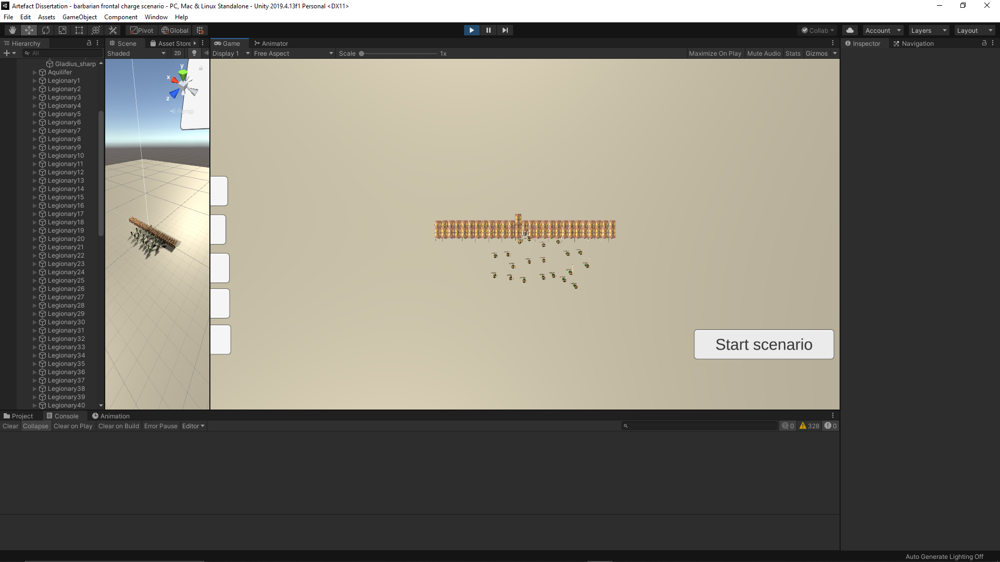 Artefact Dissertation - barbarian frontal charge scenario - PC, Mac & Linux Standalone - Unity 2019.4.13f1 Personal <DX11>
File Edit Assets GameObject Component Window Help
Pivot Global Collab Account Layers Layout
Hierarchy Scene Asset Store Game Animator Inspector Navigation
All Shaded 2D Display 1 Free Aspect Scale 1x Maximize On Play Mute Audio Stats Gizmos
Gladius_sharp
Aquilifer
Legionary1
Legionary2
Legionary3
Legionary4
Legionary5
Legionary6
Legionary7
Legionary8
Legionary9
Legionary10
Legionary11
Legionary12
Legionary13
Legionary14
Legionary15
Legionary16
Legionary17
Legionary18
Legionary19
Legionary20
Legionary21
Legionary22
Legionary23
Legionary24
Legionary25
Legionary26
Legionary27
Legionary28
Legionary29
Legionary30
Legionary31
Legionary32
Legionary33
Legionary34
Legionary35
Legionary36
Legionary37
Legionary38
Legionary39
Legionary40
y
x
z
Persp
Start scenario
Project Console Animation
Clear Collapse Clear on Play Clear on Build Error Pause Editor 0 328 0
Auto Generate Lighting Off